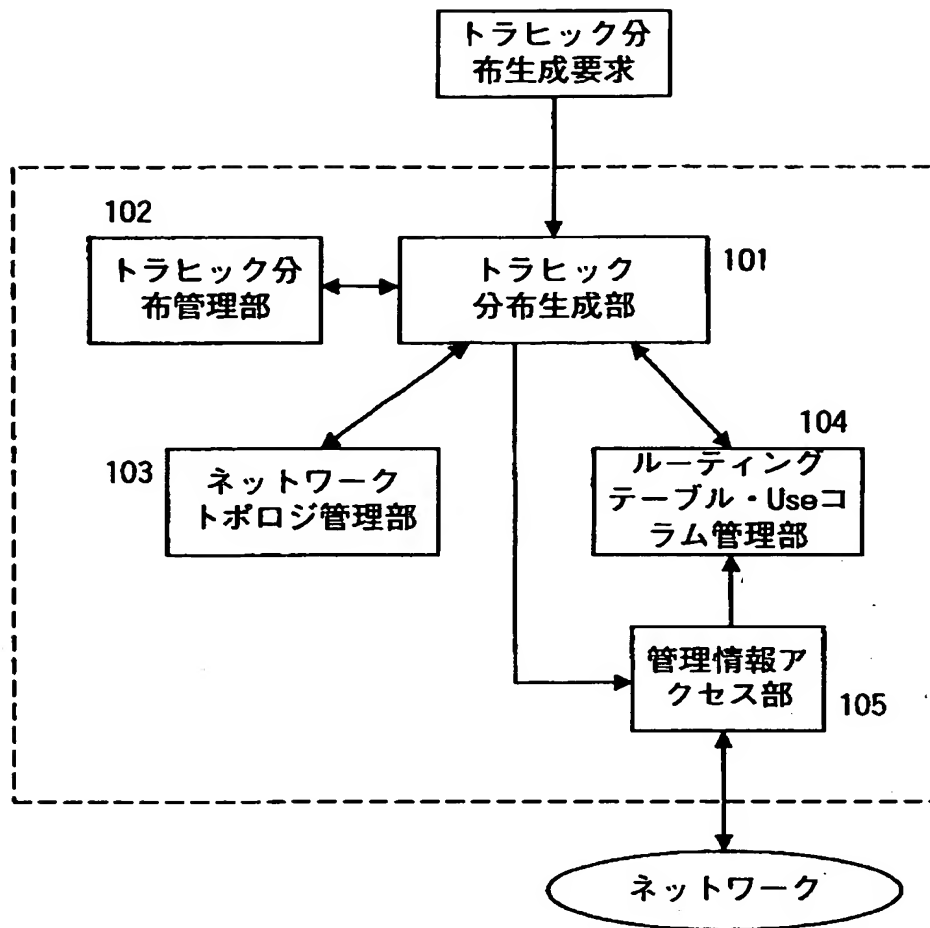 トラヒック分
布生成要求
102
トラヒック分
布管理部
トラヒック
分布生成部
101
103
ネットワーク
トポロジ管理部
104
ルーティング
テーブル・Useコ
ラム管理部
管理情報ア
クセス部
105
ネットワーク